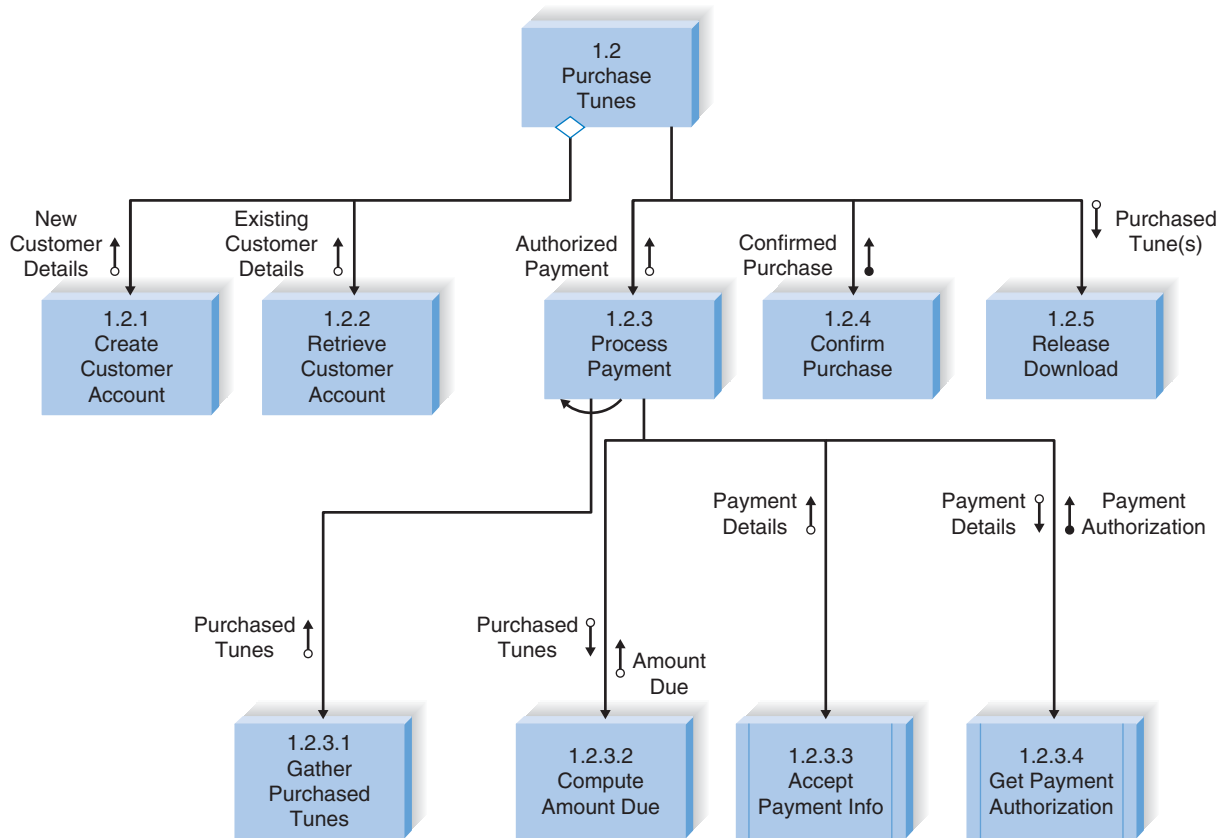 1.2
Purchase
Tunes
New
Customer
Details
Existing
Customer
Details
Authorized
Payment
Confirmed
Purchase
Purchased
Tune(s)
1.2.1
Create
Customer
Account
1.2.2
Retrieve
Customer
Account
1.2.3
Process
Payment
1.2.4
Confirm
Purchase
1.2.5
Release
Download
Purchased
Tunes
Purchased
Tunes
Amount
Due
Payment
Details
Payment
Details
Payment
Authorization
1.2.3.1
Gather
Purchased
Tunes
1.2.3.2
Compute
Amount Due
1.2.3.3
Accept
Payment Info
1.2.3.4
Get Payment
Authorization